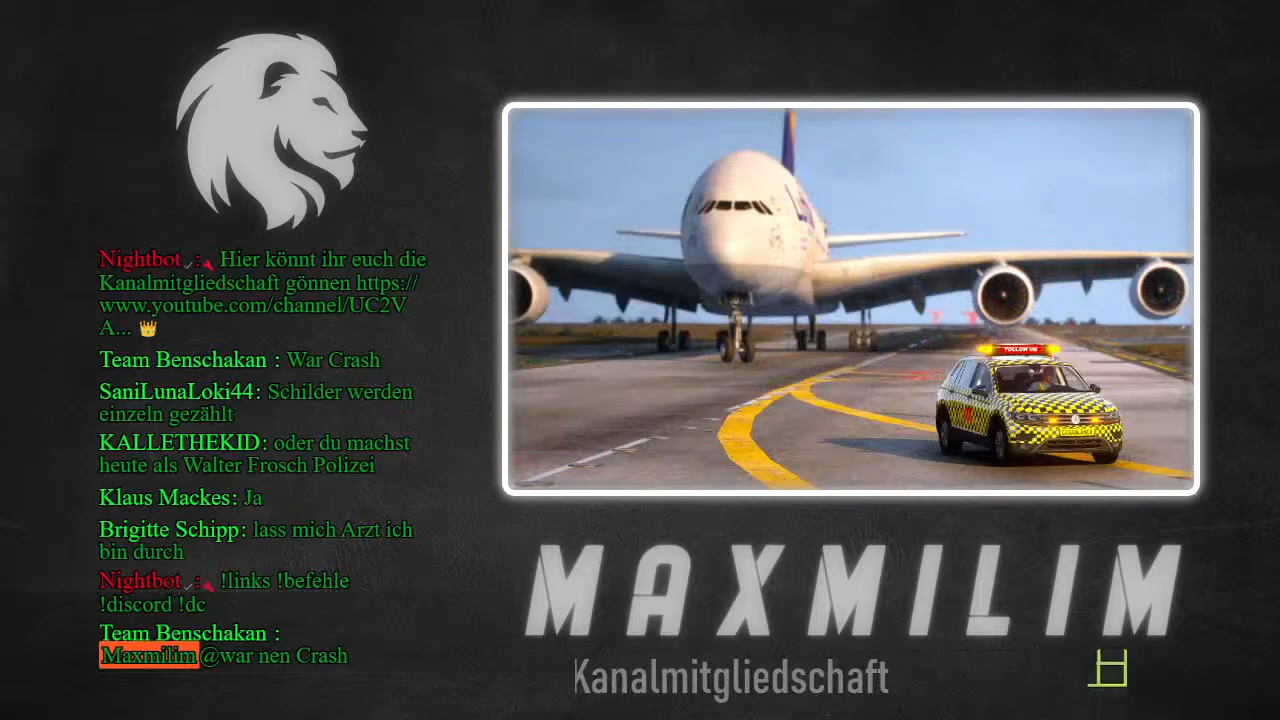 Nightbot : Hier könnt ihr euch die
Kanalmitgliedschaft gönnen https://
www.youtube.com/channel/UC2V
A... 👑
Team Benschakan : War Crash
SaniLunaLoki44: Schilder werden
einzeln gezählt
KALLETHEKID: oder du machst
heute als Walter Frosch Polizei
Klaus Mackes: Ja
Brigitte Schipp: lass mich Arzt ich
bin durch
Nightbot : !links !befehle
!discord !dc
Team Benschakan :
Maxmilim @war nen Crash
FOLLOW ME
MAXMILIM
Kanalmitgliedschaft